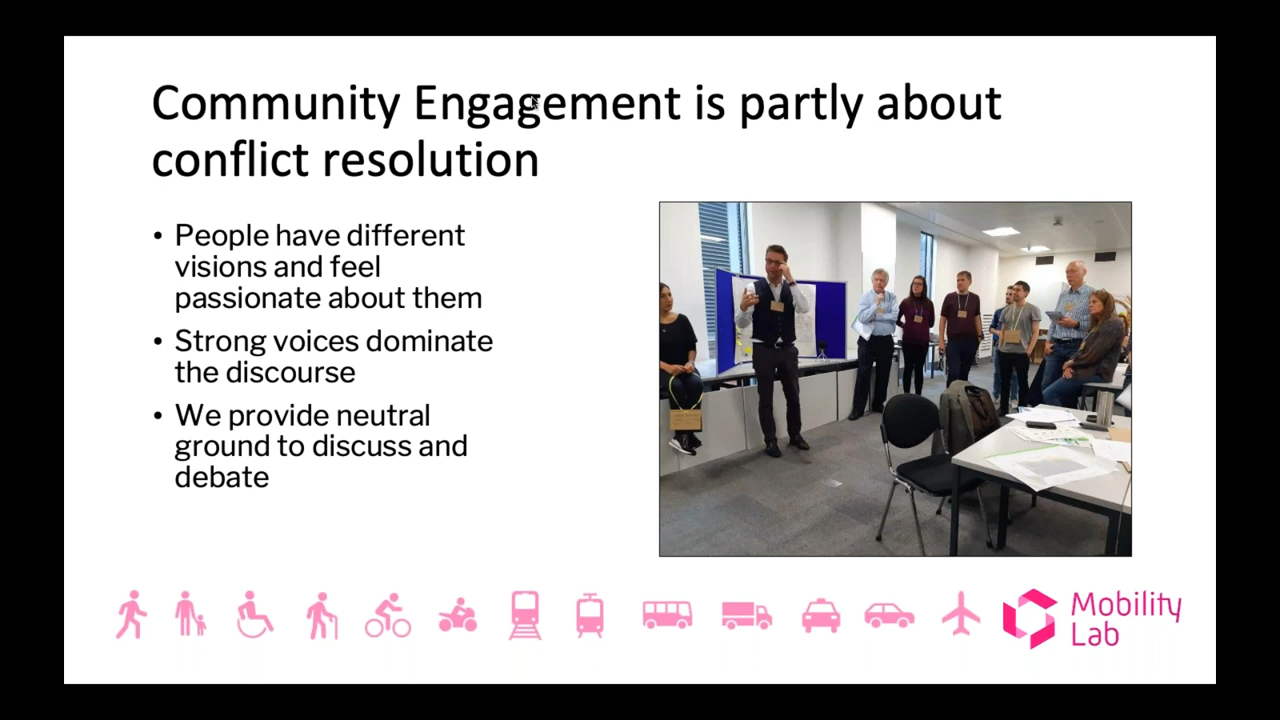 Community Engagement is partly about
conflict resolution
• People have different
visions and feel
passionate about them
• Strong voices dominate
the discourse
• We provide neutral
ground to discuss and
debate
Mobility
Lab